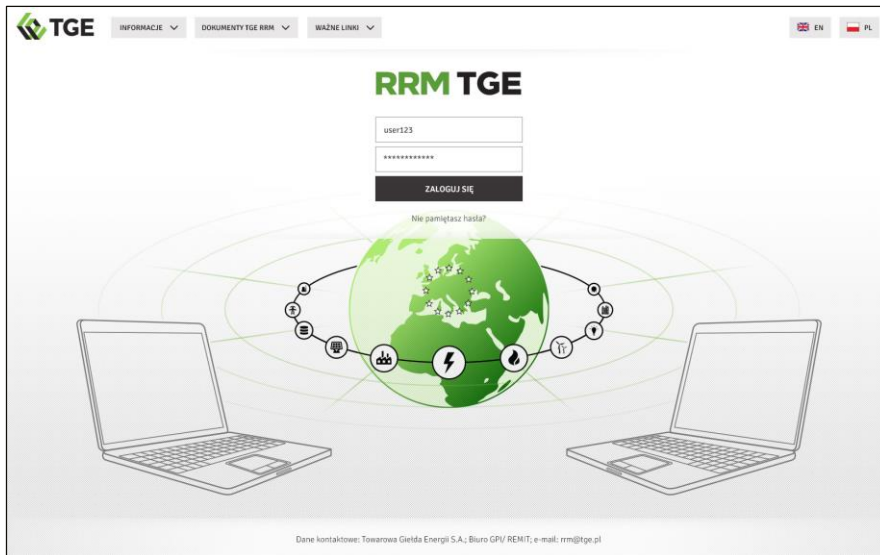 TGE
INFORMACJE
DOKUMENTY TGE RRM
WAŻNE LINKI
EN
PL
RRM TGE
user123
************
ZALOGUJ SIĘ
Nie pamiętasz hasła?
Dane kontaktowe: Towarowa Giełda Energii S.A.; Biuro GPI/ REMIT; e-mail: rrm@tge.pl